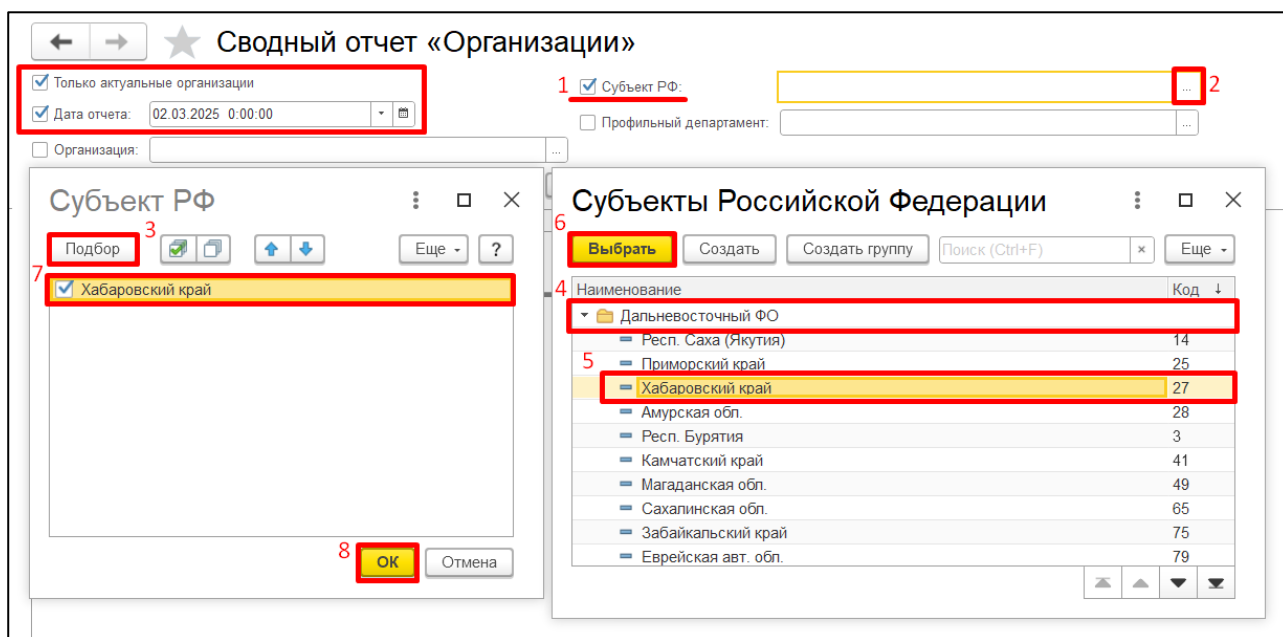 Сводный отчет «Организации»
Только актуальные организации
1 Субъект РФ: ... 2
Дата отчета: 02.03.2025 0:00:00
Профильный департамент: ...
Организация: ...
Субъект РФ
3
Подбор Еще ?
7
Хабаровский край
8
ОК Отмена
Субъекты Российской Федерации
6
Выбрать Создать Создать группу Поиск (Ctrl+F) × Еще
4 Наименование Код ↓
Дальневосточный ФО
Респ. Саха (Якутия) 14
5 Приморский край 25
Хабаровский край 27
Амурская обл. 28
Респ. Бурятия 3
Камчатский край 41
Магаданская обл. 49
Сахалинская обл. 65
Забайкальский край 75
Еврейская авт. обл. 79